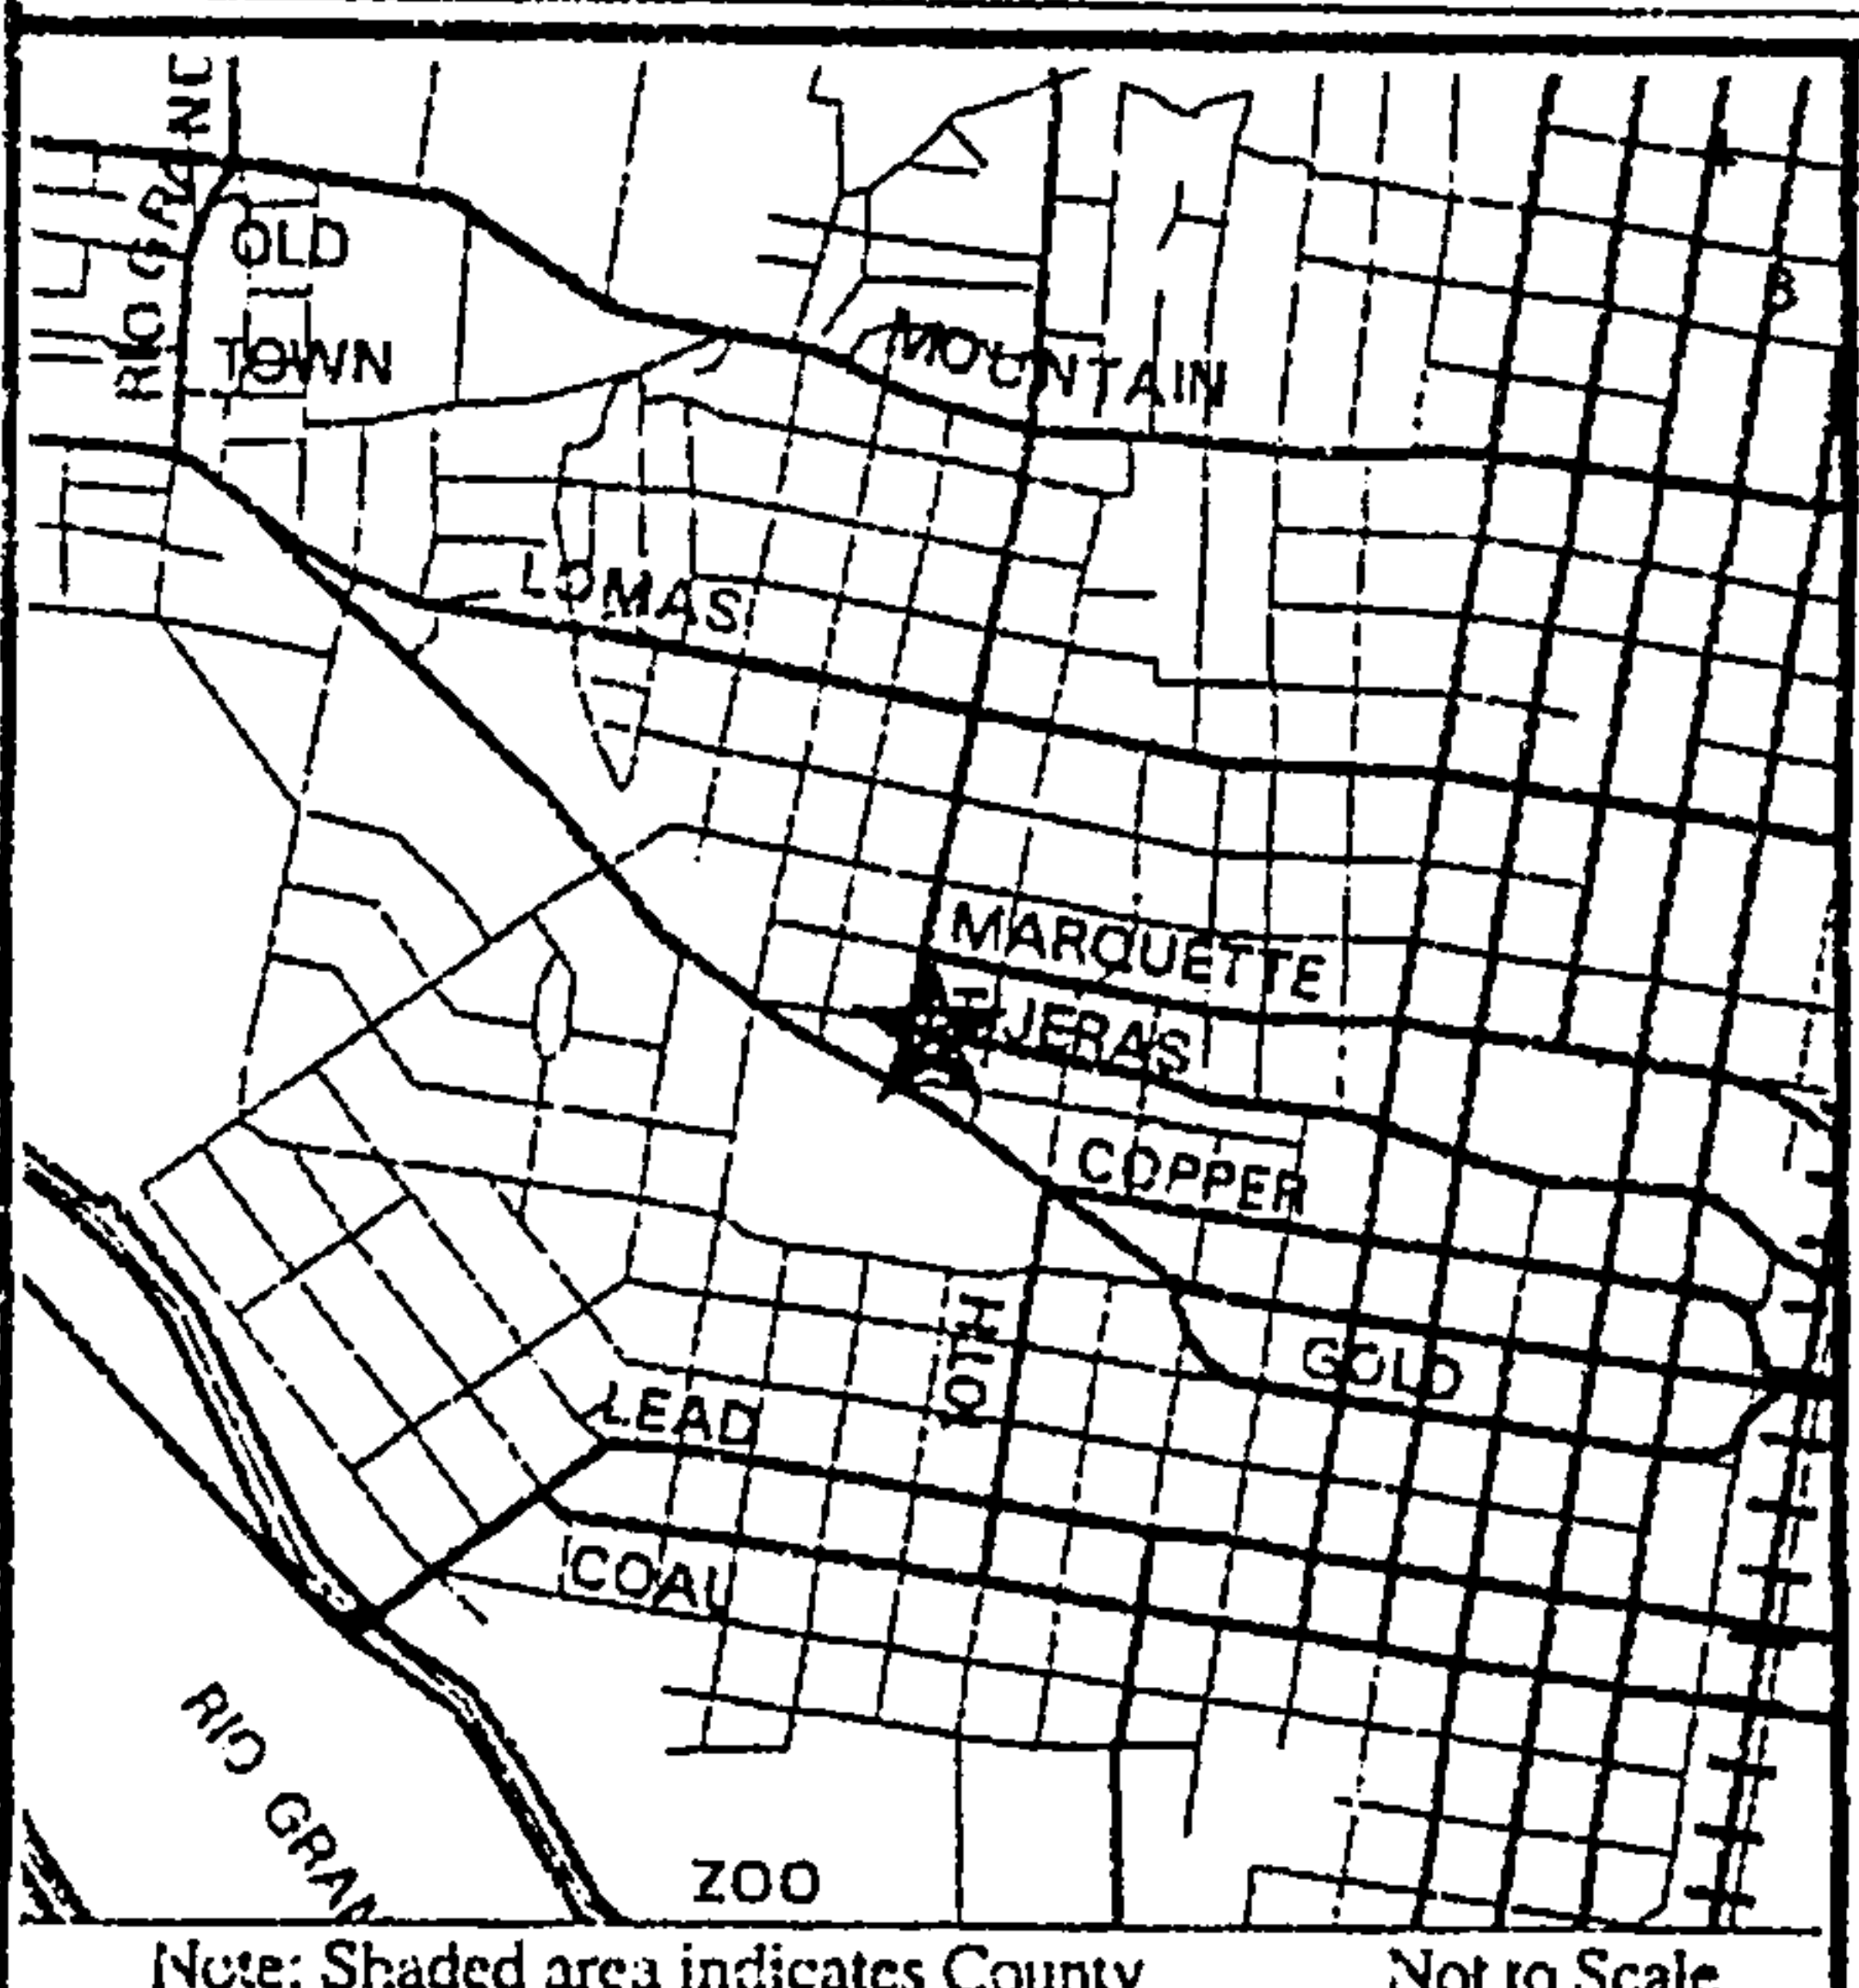 RIO GRANC
OLD
TOWN
MOUNTAIN
LOMAS
MARQUETTE
TIJERAS
COPPER
10TH
GOLD
LEAD
COAL
RIO GRAN
ZOO
Note: Shaded area indicates County
Not to Scale